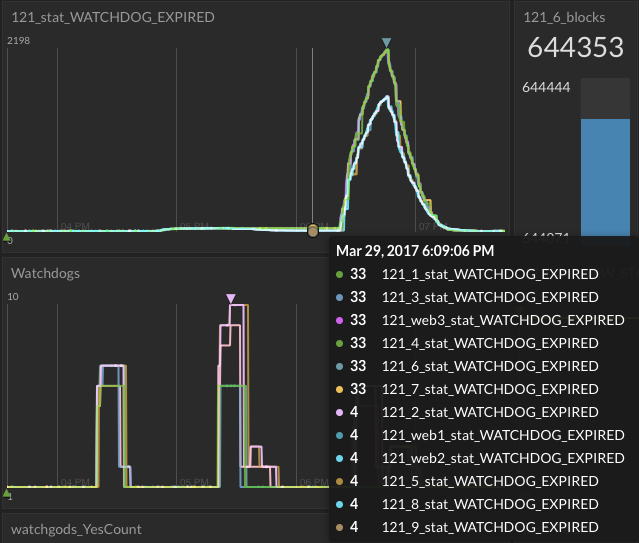 121_stat_WATCHDOG_EXPIRED
2198
04 PM
05 PM
06
07 P
0
121_6_blocks
644353
644444
Mar 29, 2017 6:09:06 PM
33 121_1_stat_WATCHDOG_EXPIRED
33 121_3_stat_WATCHDOG_EXPIRED
33 121_web3_stat_WATCHDOG_EXPIRED
33 121_4_stat_WATCHDOG_EXPIRED
33 121_6_stat_WATCHDOG_EXPIRED
33 121_7_stat_WATCHDOG_EXPIRED
4 121_2_stat_WATCHDOG_EXPIRED
4 121_web1_stat_WATCHDOG_EXPIRED
4 121_web2_stat_WATCHDOG_EXPIRED
4 121_5_stat_WATCHDOG_EXPIRED
4 121_8_stat_WATCHDOG_EXPIRED
4 121_9_stat_WATCHDOG_EXPIRED
Watchdogs
10
04 PM
05 PM
06 P
1
watchgods_YesCount